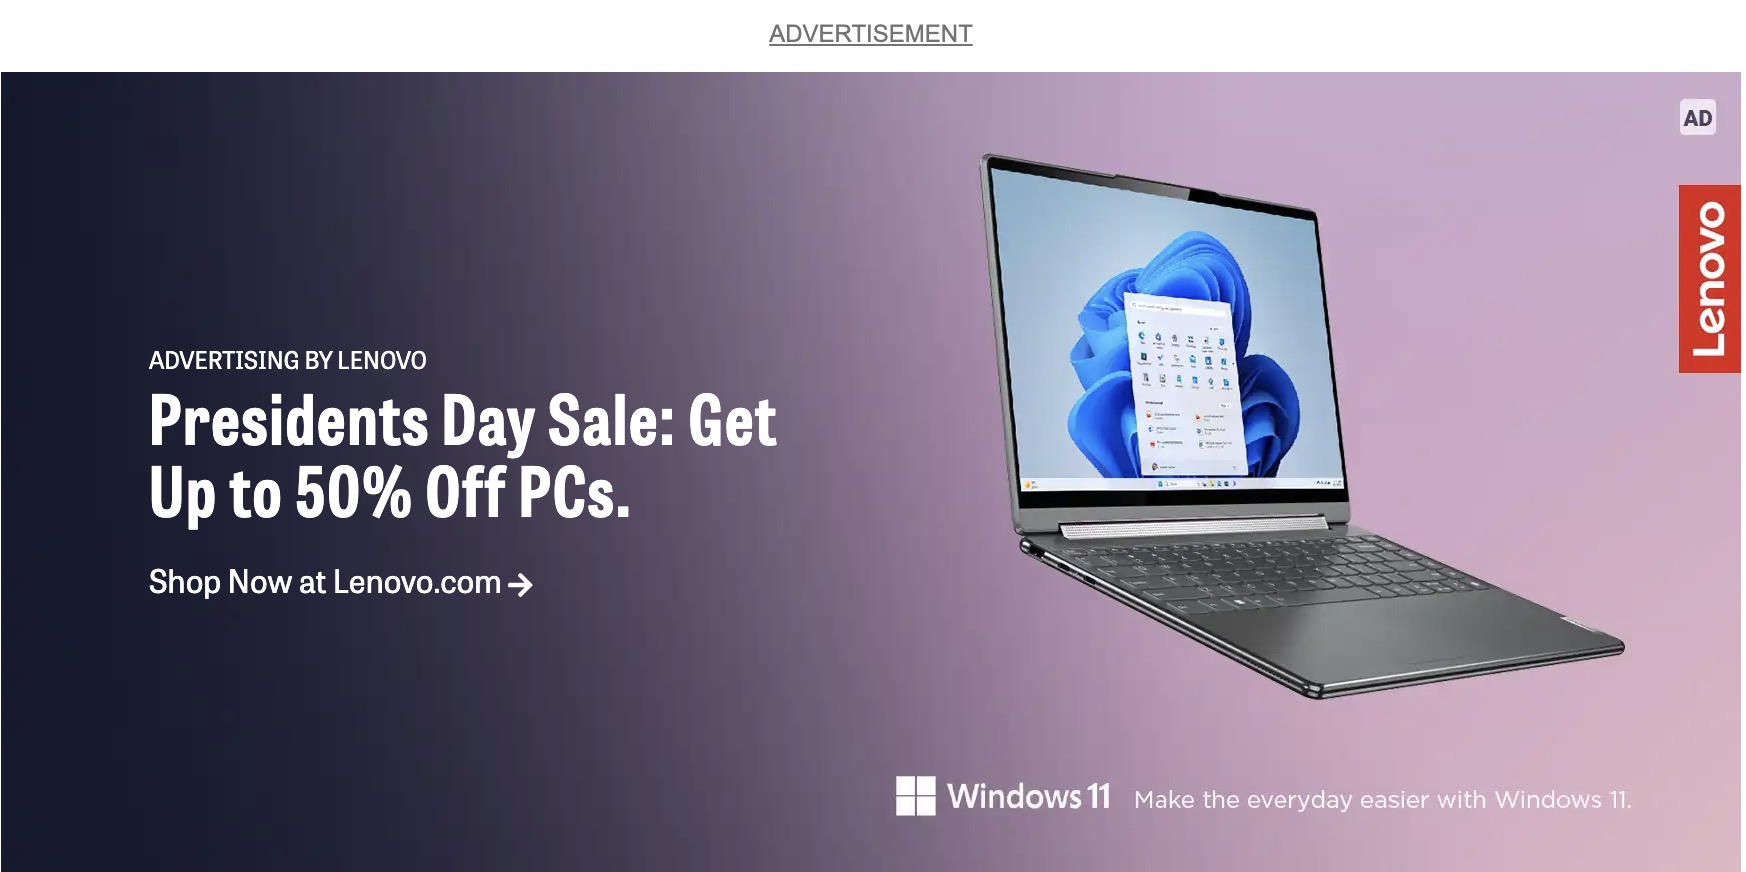 ADVERTISEMENT
AD
Lenovo
ADVERTISING BY LENOVO
Presidents Day Sale: Get
Up to 50% Off PCs.
Shop Now at Lenovo.com
Windows 11
Make the everyday easier with Windows 11.